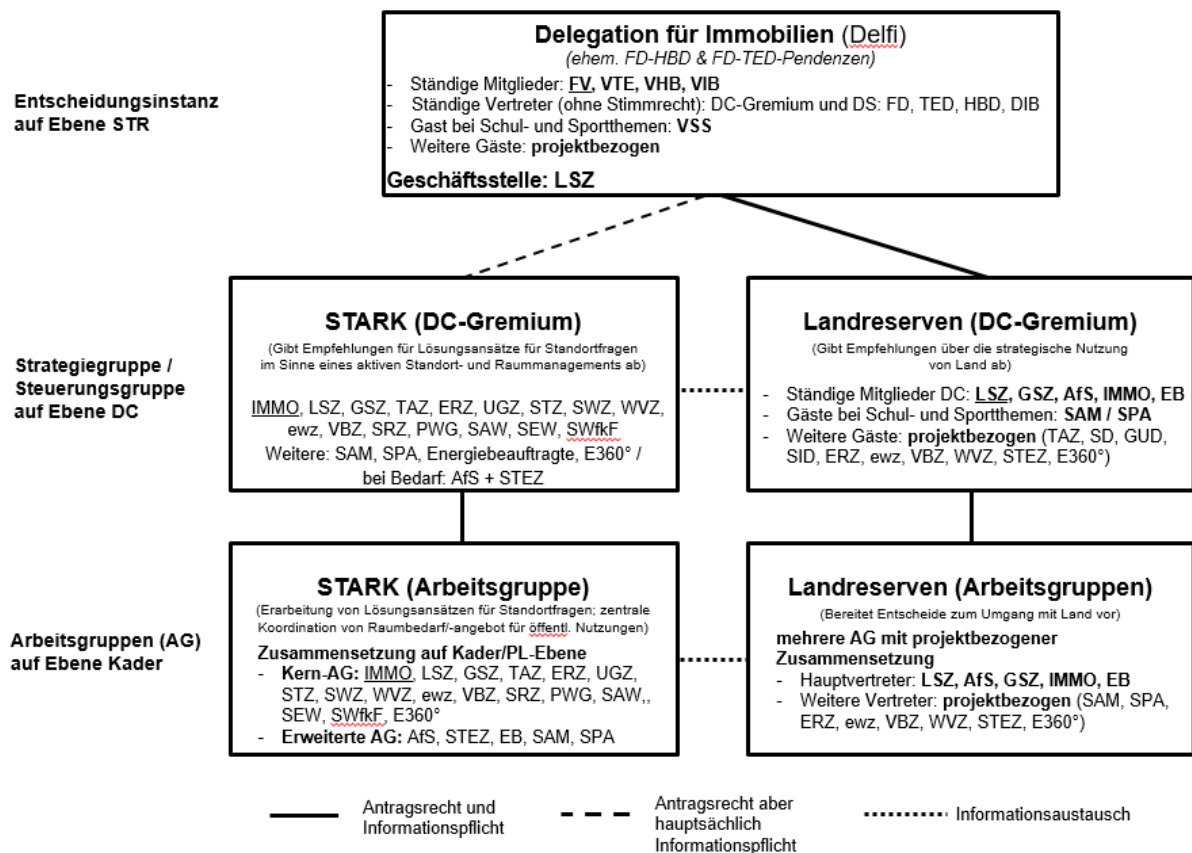 Delegation für Immobilien (Delfi)
(ehem. FD-HBD & FD-TED-Pendenzen)
- Ständige Mitglieder: FV, VTE, VHB, VIB
- Ständige Vertreter (ohne Stimmrecht): DC-Gremium und DS: FD, TED, HBD, DIB
- Gast bei Schul- und Sportthemen: VSS
- Weitere Gäste: projektbezogen
Geschäftsstelle: LSZ
Entscheidungsinstanz
auf Ebene STR
Strategiegruppe /
Steuerungsgruppe
auf Ebene DC
STARK (DC-Gremium)
(Gibt Empfehlungen für Lösungsansätze für Standortfragen
im Sinne eines aktiven Standort- und Raummanagements ab)
IMMO, LSZ, GSZ, TAZ, ERZ, UGZ, STZ, SWZ, WVZ,
ewz, VBZ, SRZ, PWG, SAW, SEW, SWfkF
Weitere: SAM, SPA, Energiebeauftragte, E360° /
bei Bedarf: AfS + STEZ
Landreserven (DC-Gremium)
(Gibt Empfehlungen über die strategische Nutzung
von Land ab)
- Ständige Mitglieder DC: LSZ, GSZ, AfS, IMMO, EB
- Gäste bei Schul- und Sportthemen: SAM / SPA
- Weitere Gäste: projektbezogen (TAZ, SD, GUD,
SID, ERZ, ewz, VBZ, WVZ, STEZ, E360°)
Arbeitsgruppen (AG)
auf Ebene Kader
STARK (Arbeitsgruppe)
(Erarbeitung von Lösungsansätzen für Standortfragen; zentrale
Koordination von Raumbedarf/-angebot für öffentl. Nutzungen)
Zusammensetzung auf Kader/PL-Ebene
- Kern-AG: IMMO, LSZ, GSZ, TAZ, ERZ, UGZ,
STZ, SWZ, WVZ, ewz, VBZ, SRZ, PWG, SAW,,
SEW, SWfkF, E360°
- Erweiterte AG: AfS, STEZ, EB, SAM, SPA
Landreserven (Arbeitsgruppen)
(Bereitet Entscheide zum Umgang mit Land vor)
mehrere AG mit projektbezogener
Zusammensetzung
- Hauptvertreter: LSZ, AfS, GSZ, IMMO, EB
- Weitere Vertreter: projektbezogen (SAM, SPA,
ERZ, ewz, VBZ, WVZ, STEZ, E360°)
Antragsrecht und
Informationspflicht
Antragsrecht aber
hauptsächlich
Informationspflicht
Informationsaustausch